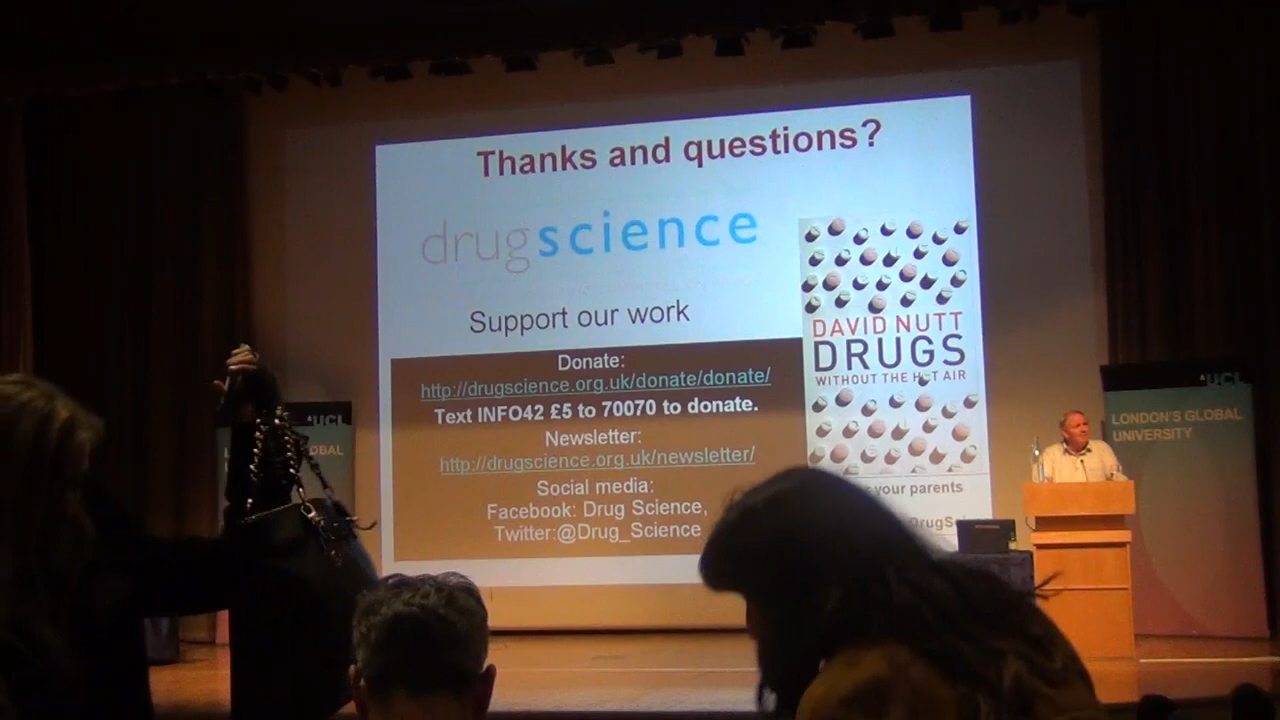 Thanks and questions?
drugscience
Support our work
Donate:
http://drugscience.org.uk/donate/donate/
Text INFO42 £5 to 70070 to donate.
Newsletter:
http://drugscience.org.uk/newsletter/
Social media:
Facebook: Drug Science,
Twitter:@Drug_Science
DAVID NUTT
DRUGS
WITHOUT THE HOT AIR
your parents
UCL
OBAL
UCL
LONDON'S GLOBAL
UNIVERSITY